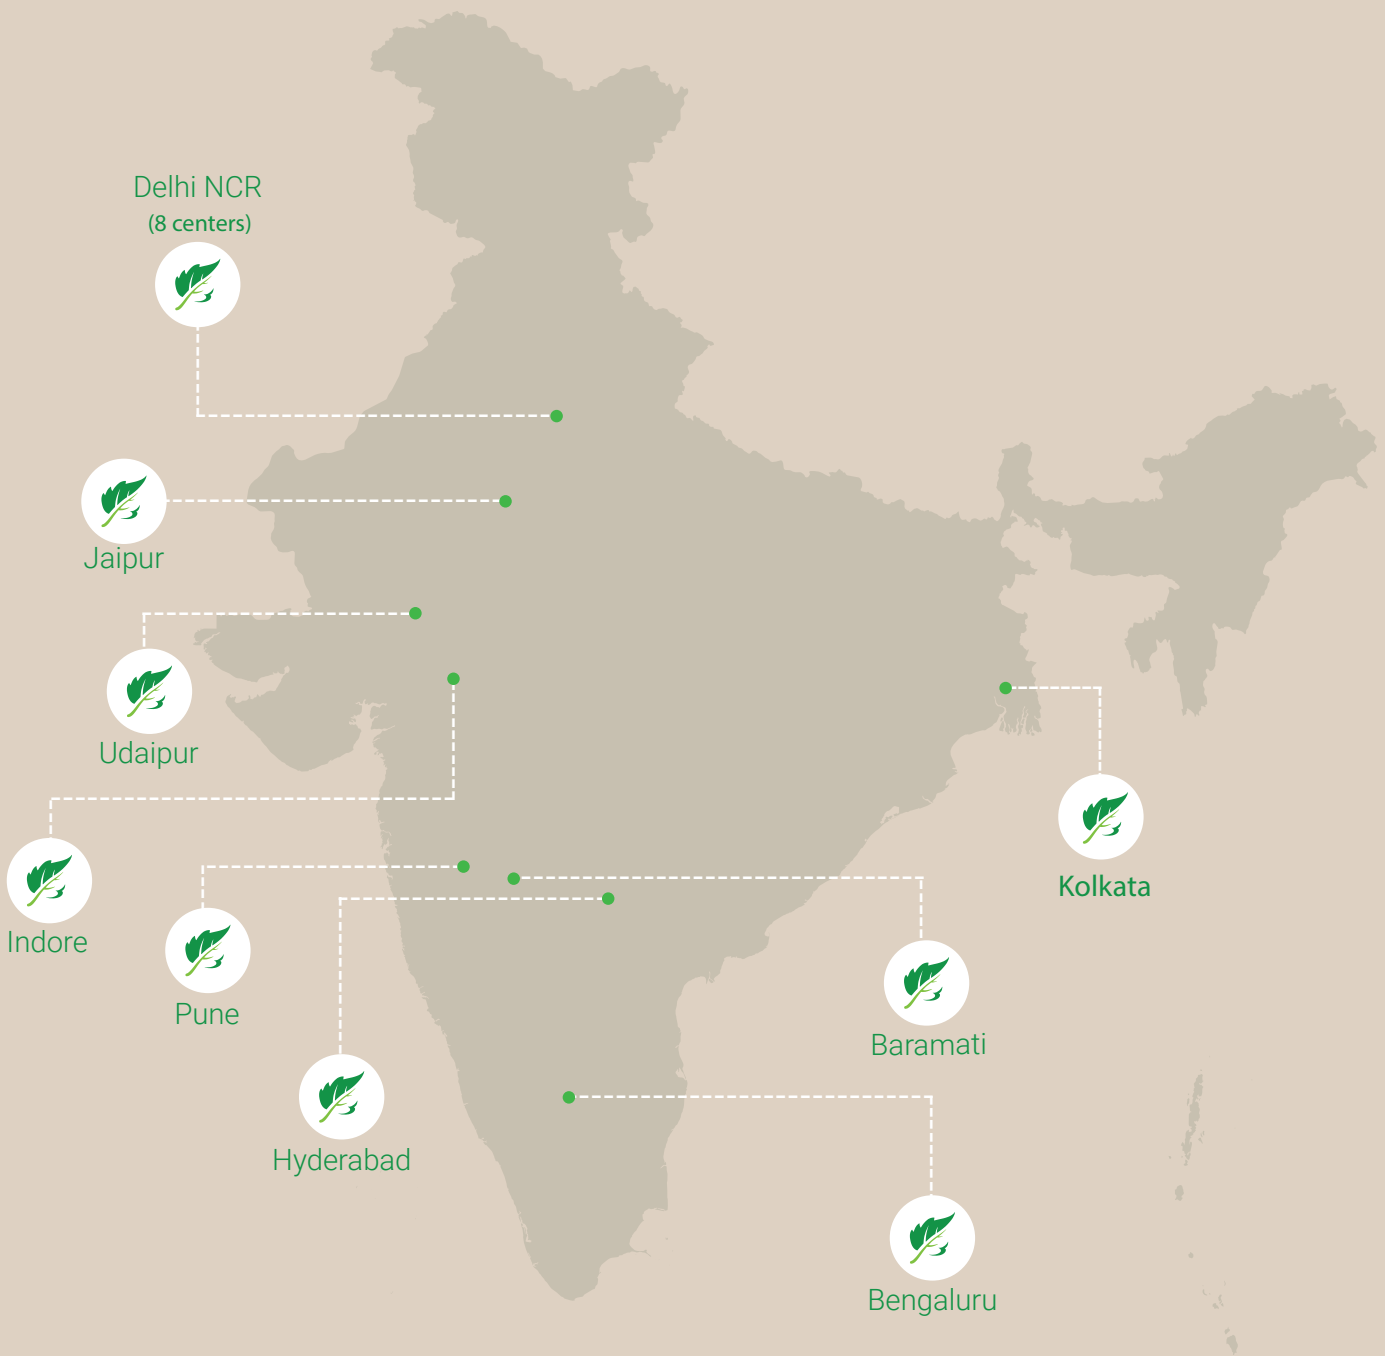 Delhi NCR
(8 centers)
Jaipur
Udaipur
Indore
Pune
Hyderabad
Kolkata
Baramati
Bengaluru